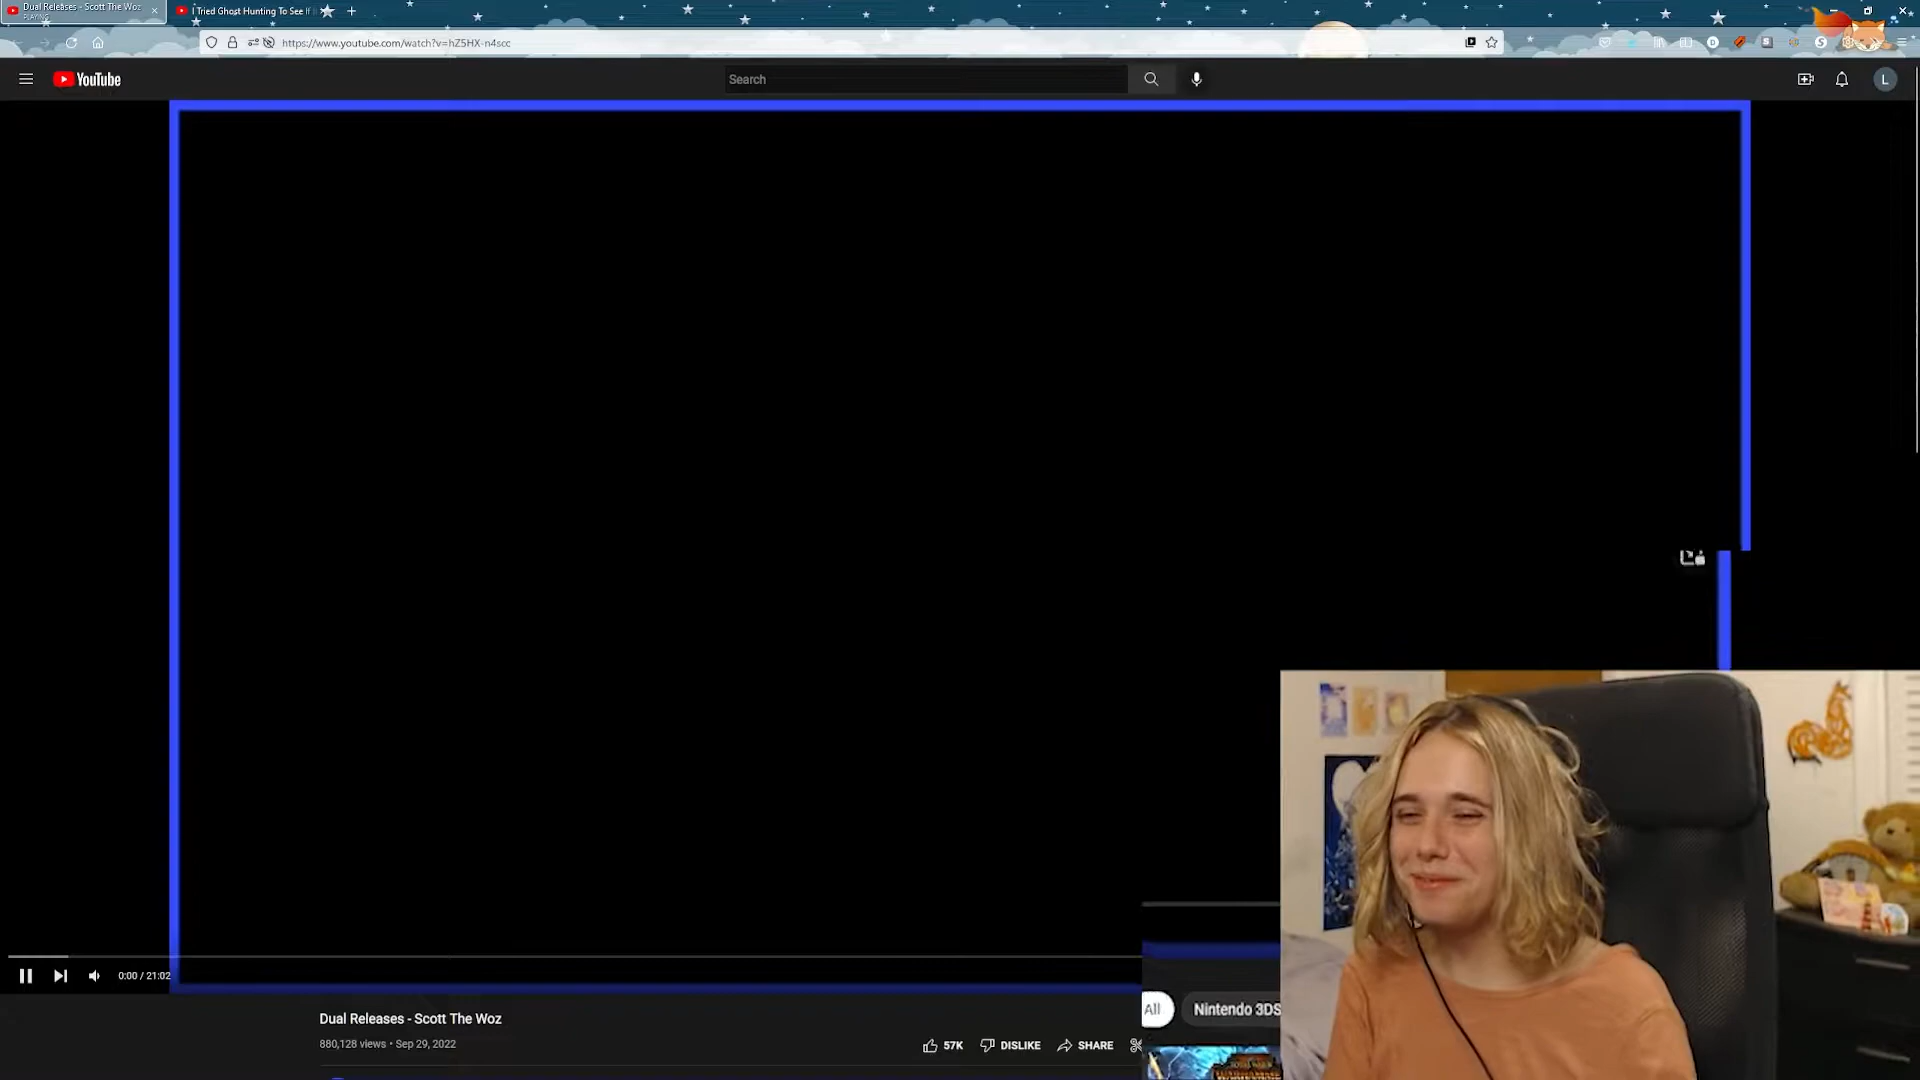 Dual Releases - Scott The Woz
PLAYING
I Tried Ghost Hunting To See If
https://www.youtube.com/watch?v=hZ5HX-n4scc
YouTube
Search
L
0:00 / 21:02
Dual Releases - Scott The Woz
880,128 views • Sep 29, 2022
57K
DISLIKE
SHARE
All
Nintendo 3DS